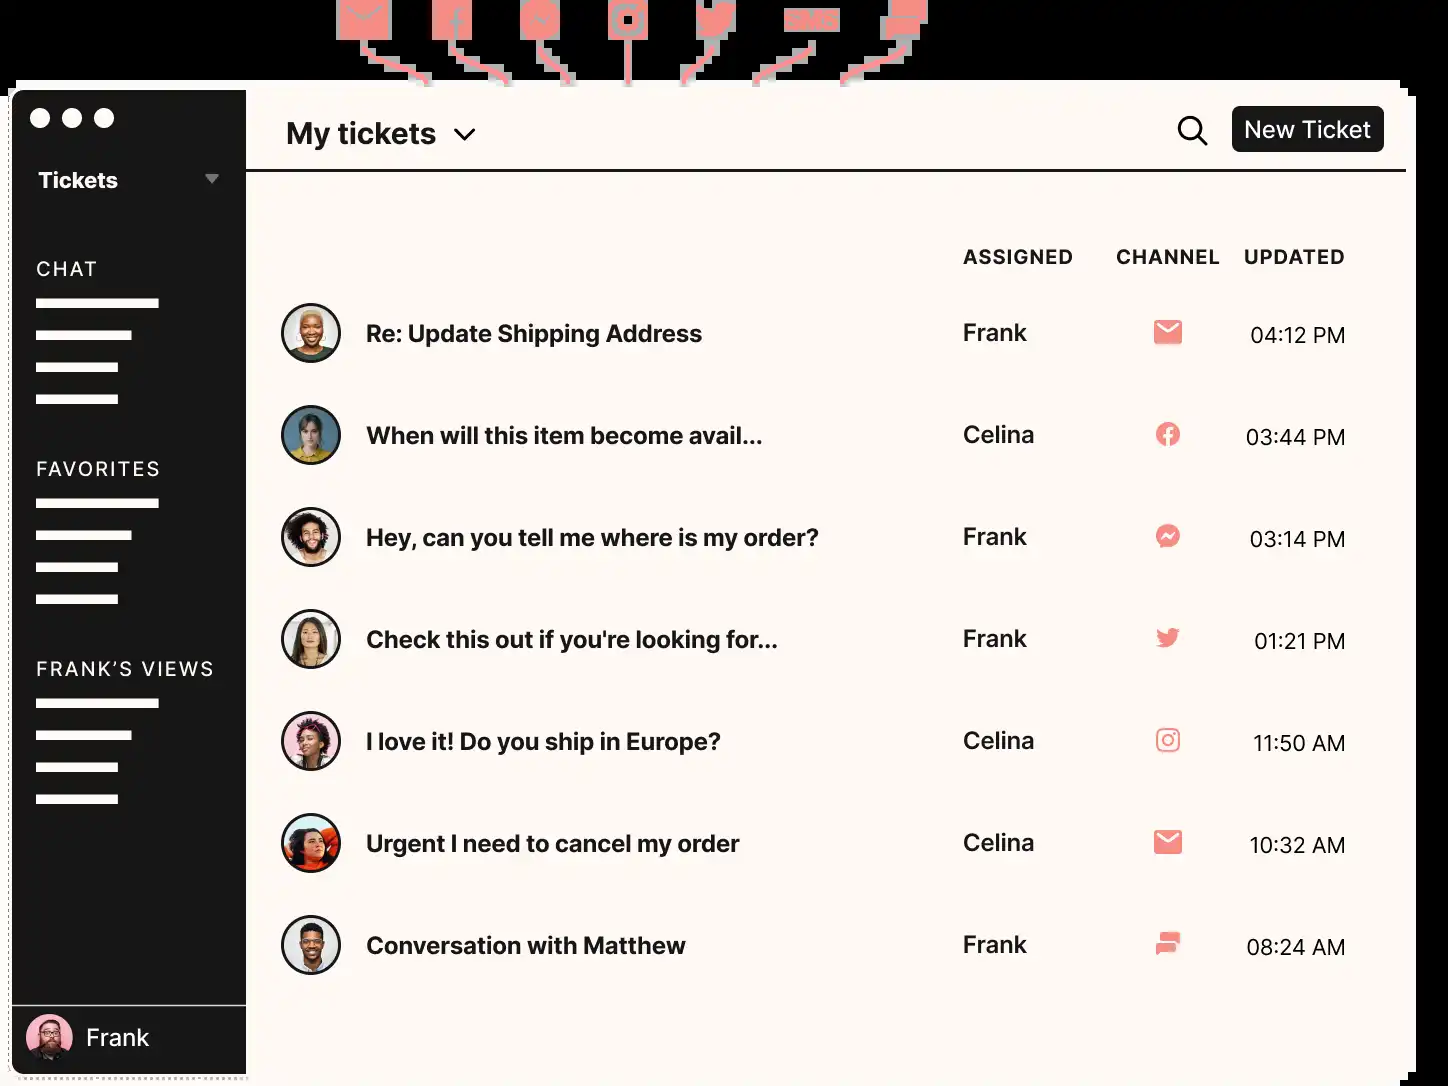 SMS
My tickets
New Ticket
Tickets
CHAT
FAVORITES
FRANK’S VIEWS
Frank
ASSIGNED CHANNEL UPDATED
Re: Update Shipping Address Frank 04:12 PM
When will this item become avail... Celina 03:44 PM
Hey, can you tell me where is my order? Frank 03:14 PM
Check this out if you're looking for... Frank 01:21 PM
I love it! Do you ship in Europe? Celina 11:50 AM
Urgent I need to cancel my order Celina 10:32 AM
Conversation with Matthew Frank 08:24 AM